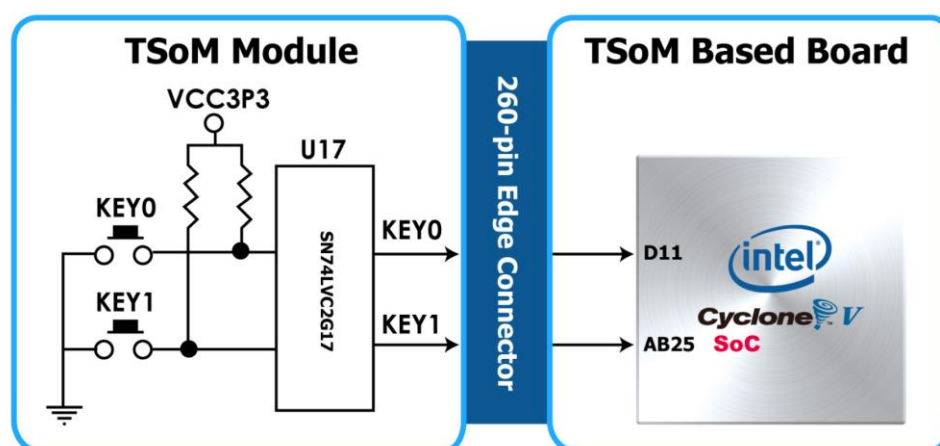 TSoM Module
VCC3P3
U17
KEY0
KEY1
SN74LVC2G17
KEY0
KEY1
260-pin Edge Connector
TSoM Based Board
D11
intel®
Cyclone™ V
AB25 SoC